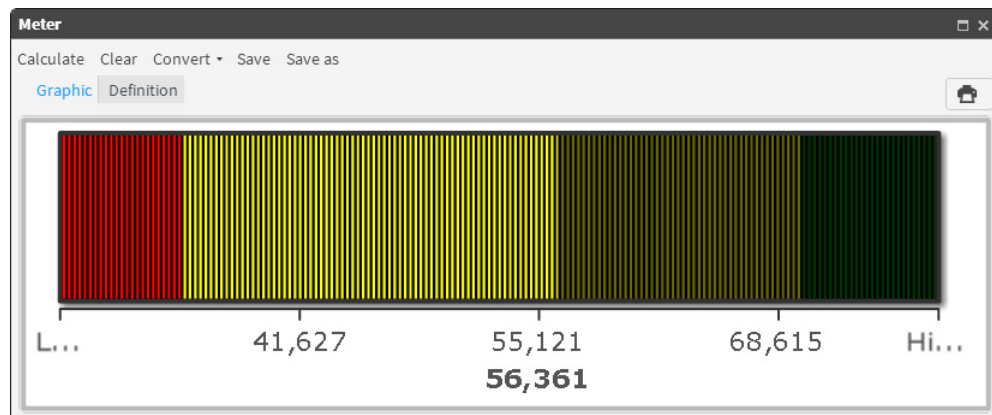 Meter
Calculate Clear Convert Save Save as
Graphic Definition
L... 41,627 55,121 68,615 Hi...
56,361